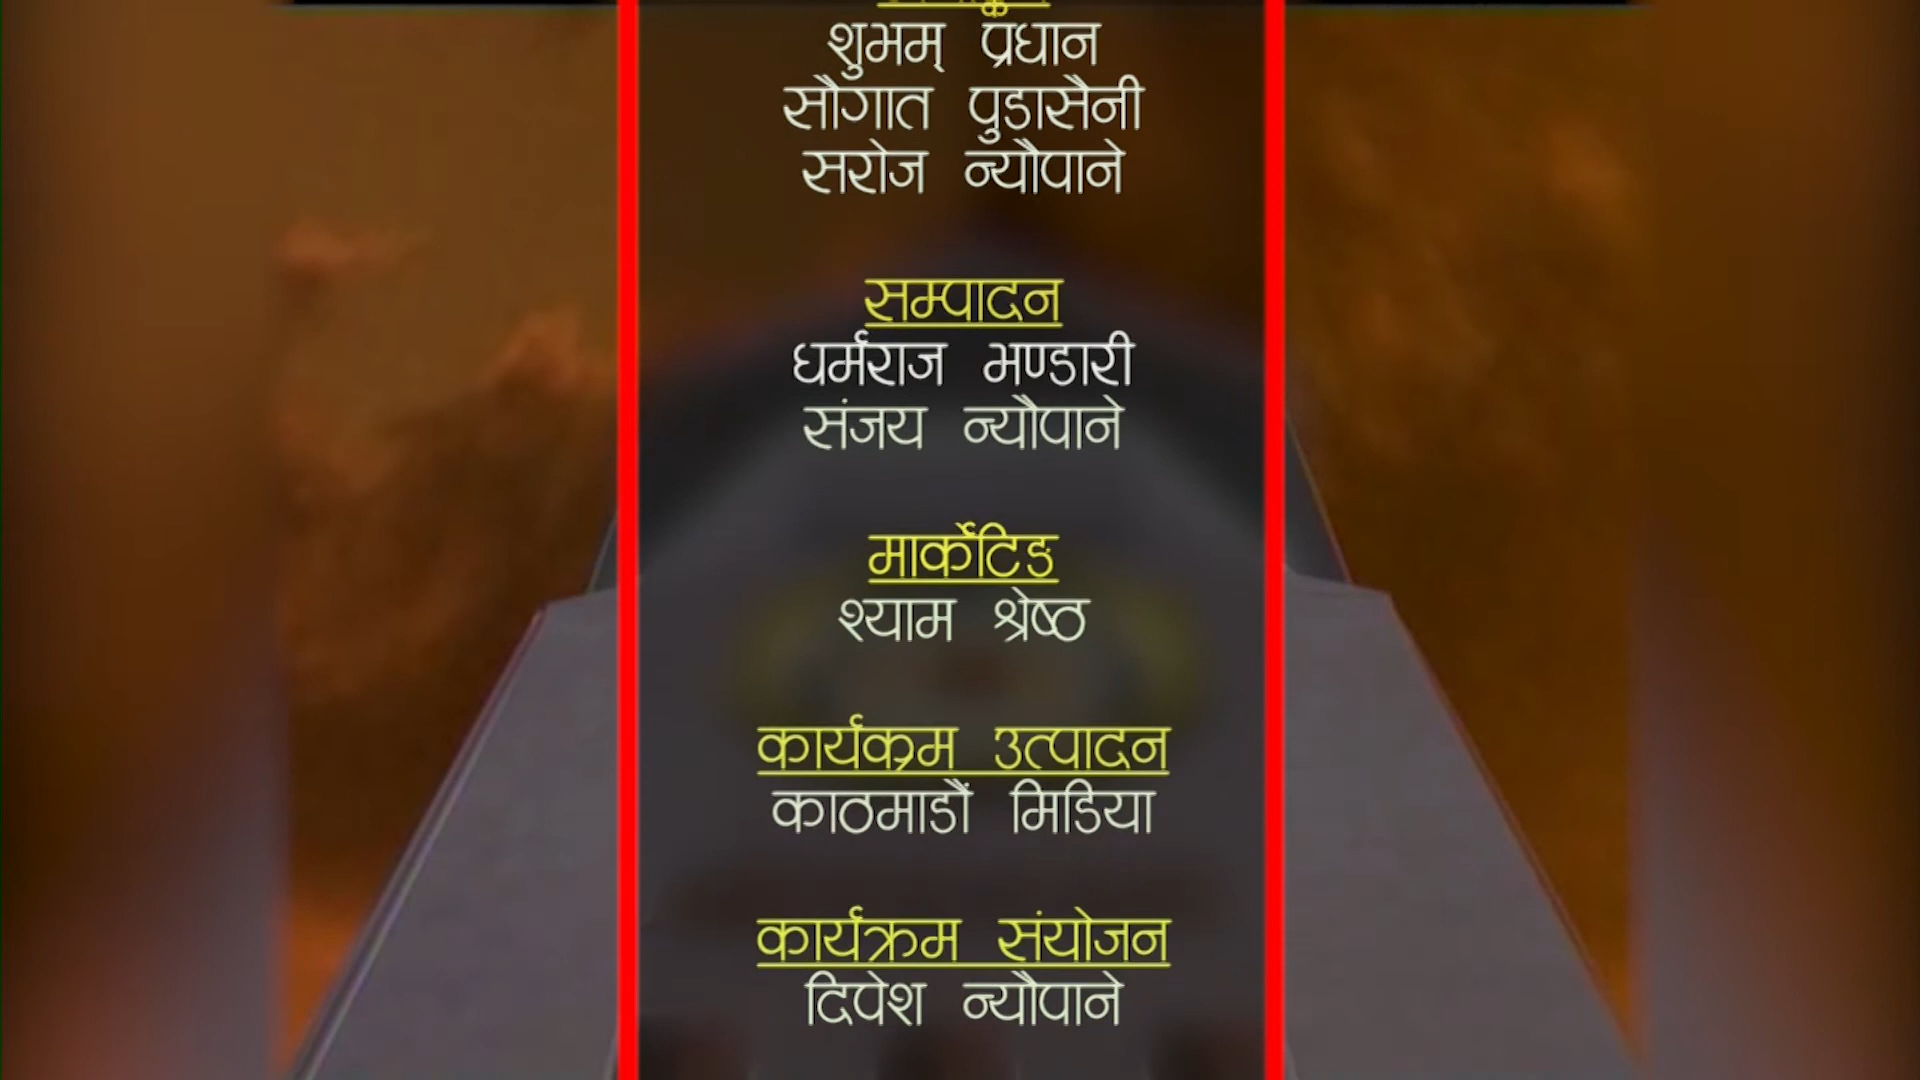 शुभम् प्रधान
सौगात पुडासैनी
सरोज न्यौपाने
सम्पादन
धर्मराज भण्डारी
संजय न्यौपाने
मार्केटिङ
श्याम श्रेष्ठ
कार्यक्रम उत्पादन
काठमाडौं मिडिया
कार्यक्रम संयोजन
दिपेश न्यौपाने